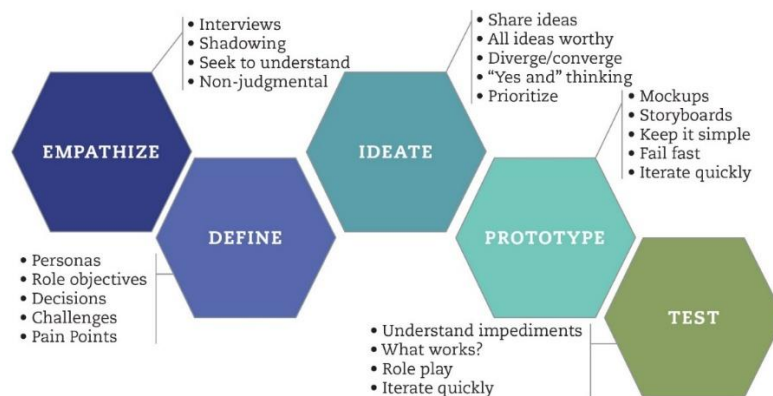 • Interviews
• Shadowing
• Seek to understand
• Non-judgmental
EMPATHIZE
DEFINE
• Personas
• Role objectives
• Decisions
• Challenges
• Pain Points
• Share ideas
• All ideas worthy
• Diverge/converge
• "Yes and" thinking
• Prioritize
IDEATE
• Mockups
• Storyboards
• Keep it simple
• Fail fast
• Iterate quickly
PROTOTYPE
TEST
• Understand impediments
• What works?
• Role play
• Iterate quickly